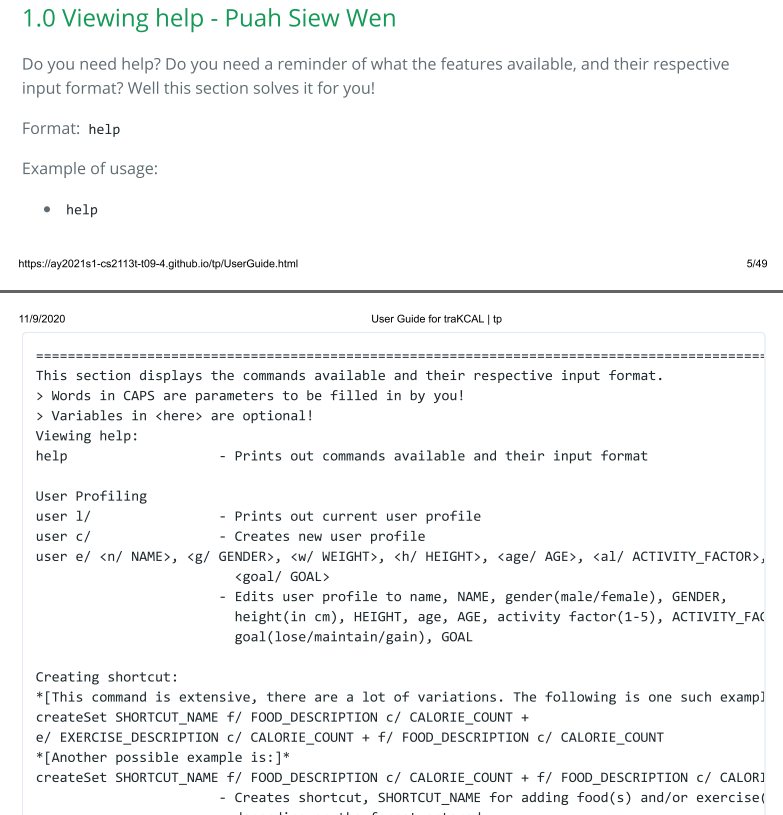 1.0 Viewing help - Puah Siew Wen
Do you need help? Do you need a reminder of what the features available, and their respective
input format? Well this section solves it for you!
Format: help
Example of usage:
• help
https://ay2021s1-cs2113t-t09-4.github.io/tp/UserGuide.html 5/49
11/9/2020 User Guide for traKCAL | tp
===========================================================================================
This section displays the commands available and their respective input format.
> Words in CAPS are parameters to be filled in by you!
> Variables in <here> are optional!
Viewing help:
help - Prints out commands available and their input format
User Profiling
user l/ - Prints out current user profile
user c/ - Creates new user profile
user e/ <n/ NAME>, <g/ GENDER>, <w/ WEIGHT>, <h/ HEIGHT>, <age/ AGE>, <al/ ACTIVITY_FACTOR>,
<goal/ GOAL>
- Edits user profile to name, NAME, gender(male/female), GENDER,
height(in cm), HEIGHT, age, AGE, activity factor(1-5), ACTIVITY_FAC
goal(lose/maintain/gain), GOAL
Creating shortcut:
*[This command is extensive, there are a lot of variations. The following is one such exampl
createSet SHORTCUT_NAME f/ FOOD_DESCRIPTION c/ CALORIE_COUNT +
e/ EXERCISE_DESCRIPTION c/ CALORIE_COUNT + f/ FOOD_DESCRIPTION c/ CALORIE_COUNT
*[Another possible example is:]*
createSet SHORTCUT_NAME f/ FOOD_DESCRIPTION c/ CALORIE_COUNT + f/ FOOD_DESCRIPTION c/ CALORI
- Creates shortcut, SHORTCUT_NAME for adding food(s) and/or exercise(